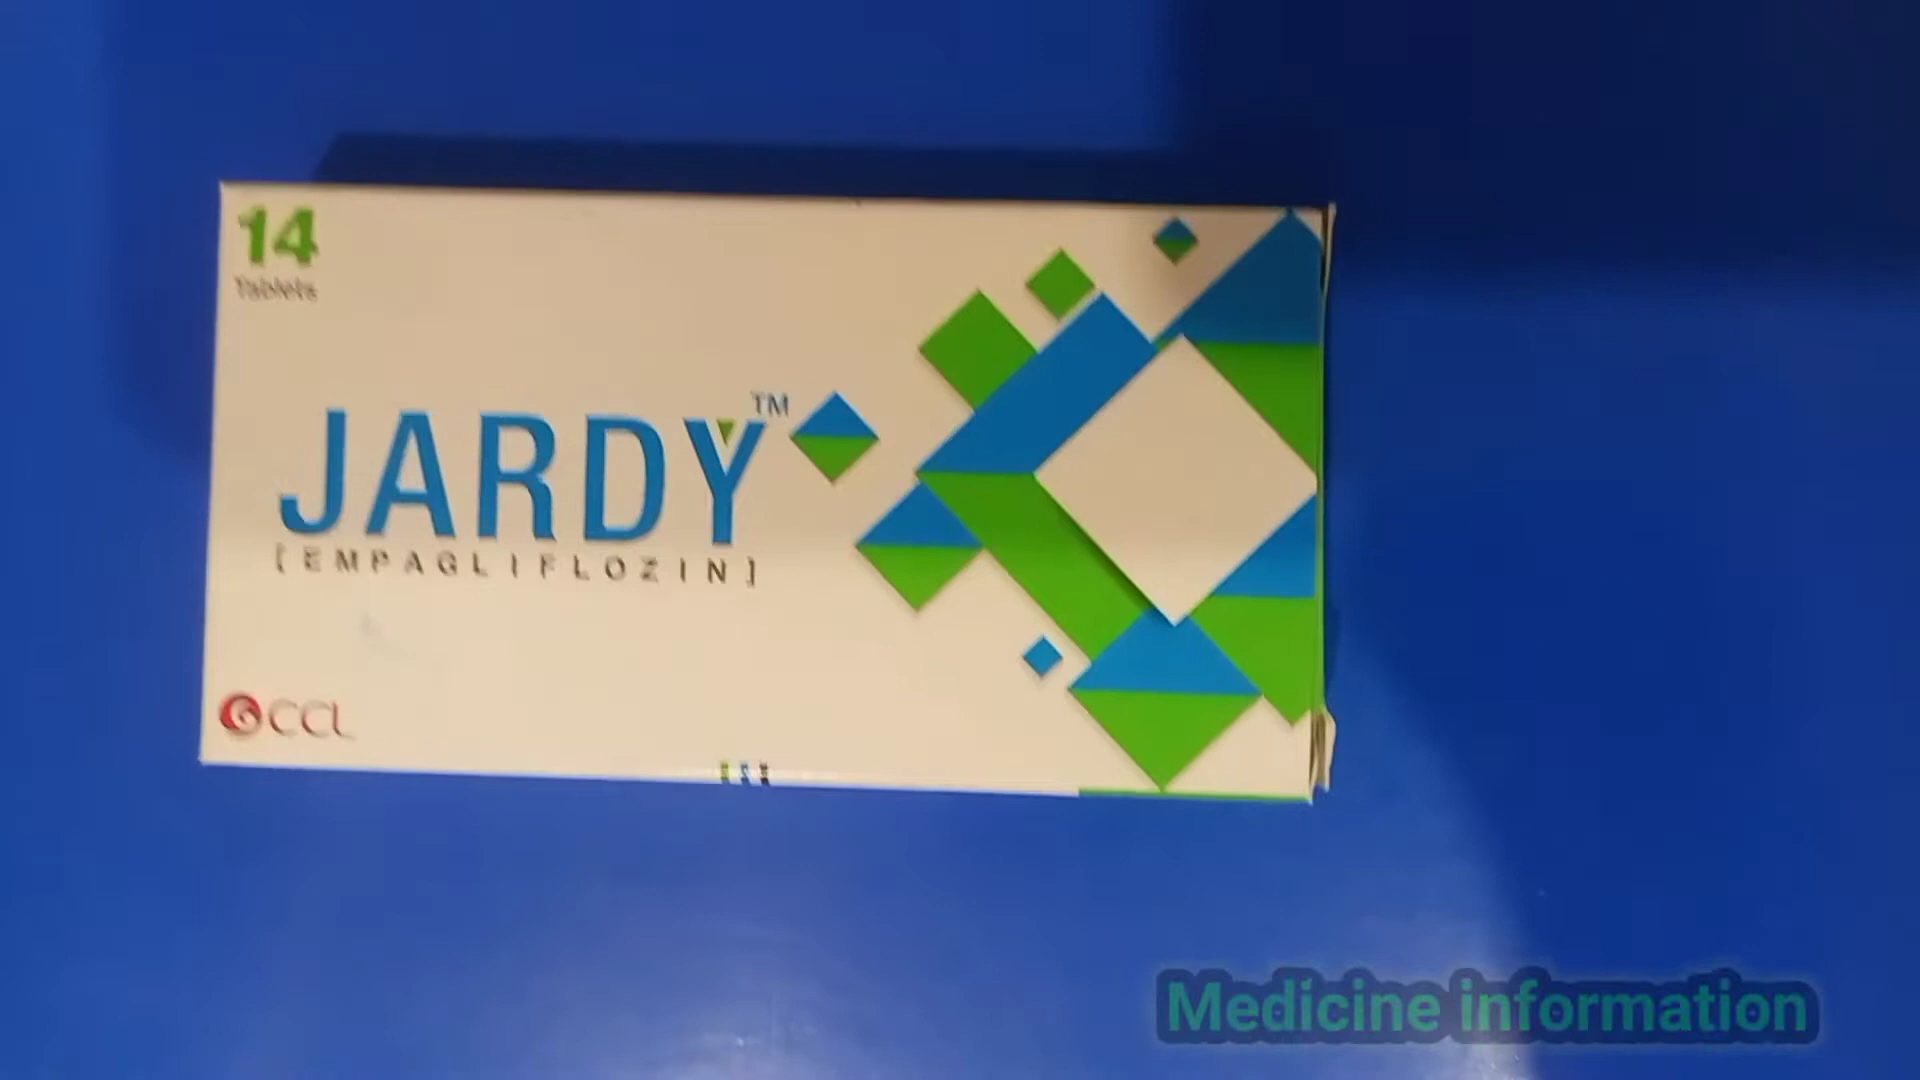 14
Tablets
JARDY™
[EMPAGLIFLOZIN]
CCL
Medicine information